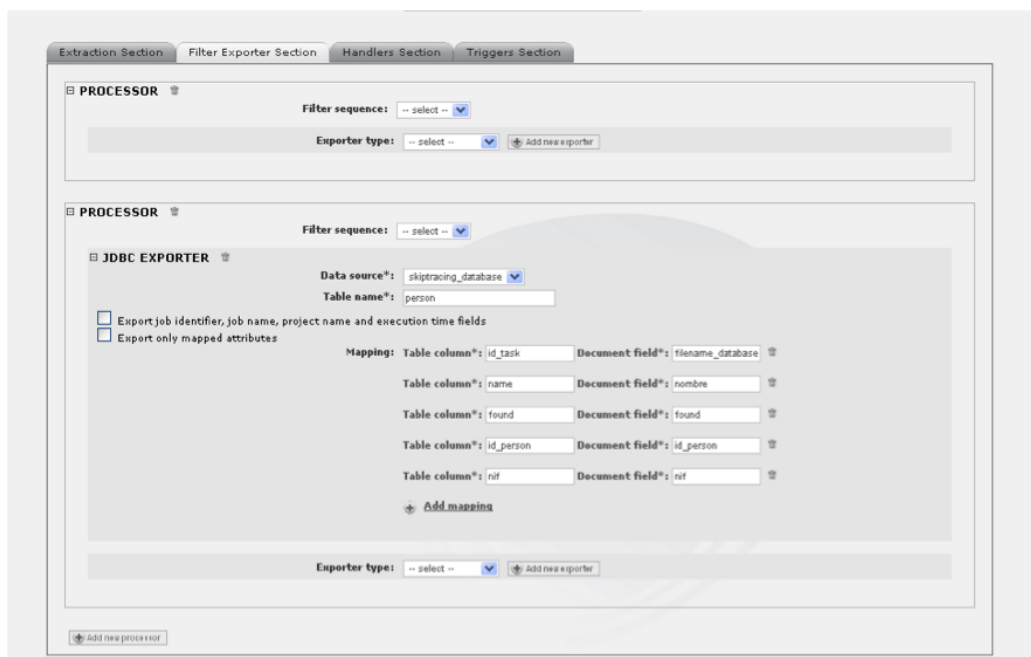 Extraction Section Filter Exporter Section Handlers Section Triggers Section
PROCESSOR
Filter sequence: -- select --
Exporter type: -- select -- Add new exporter
PROCESSOR
Filter sequence: -- select --
JDBC EXPORTER
Data source*: skiptracing_database
Table name*: person
Export job identifier, job name, project name and execution time fields
Export only mapped attributes
Mapping: Table column*: id_task Document field*: filename_database
Table column*: name Document field*: nombre
Table column*: found Document field*: found
Table column*: id_person Document field*: id_person
Table column*: nif Document field*: nif
Add mapping
Exporter type: -- select -- Add new exporter
Add new processor